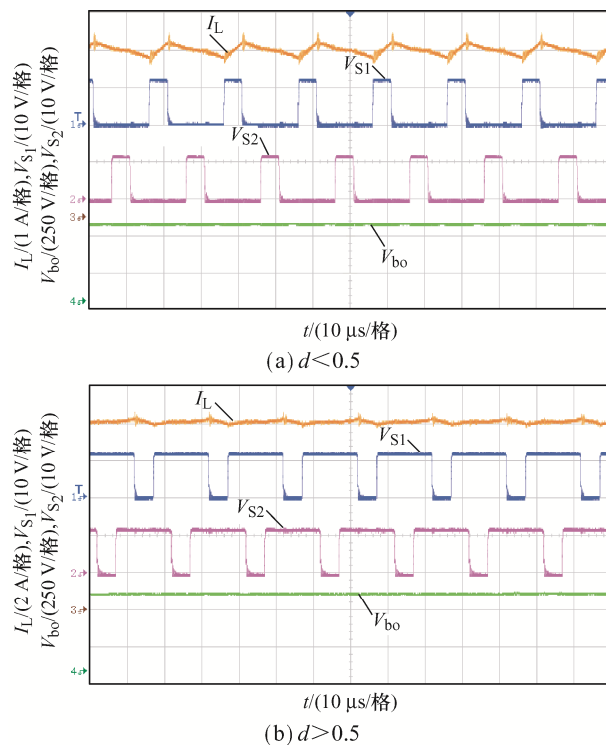 I_L/(1 A/格),V_S1/(10 V/格),V_S2/(10 V/格)
V_bo/(250 V/格)
I_L
V_S1
T
1
V_S2
2
3
V_bo
4
t/(10 μs/格)
(a) d<0.5
I_L/(2 A/格),V_S1/(10 V/格),V_S2/(10 V/格)
V_bo/(250 V/格)
I_L
V_S1
T
1
V_S2
2
3
V_bo
4
t/(10 μs/格)
(b) d>0.5